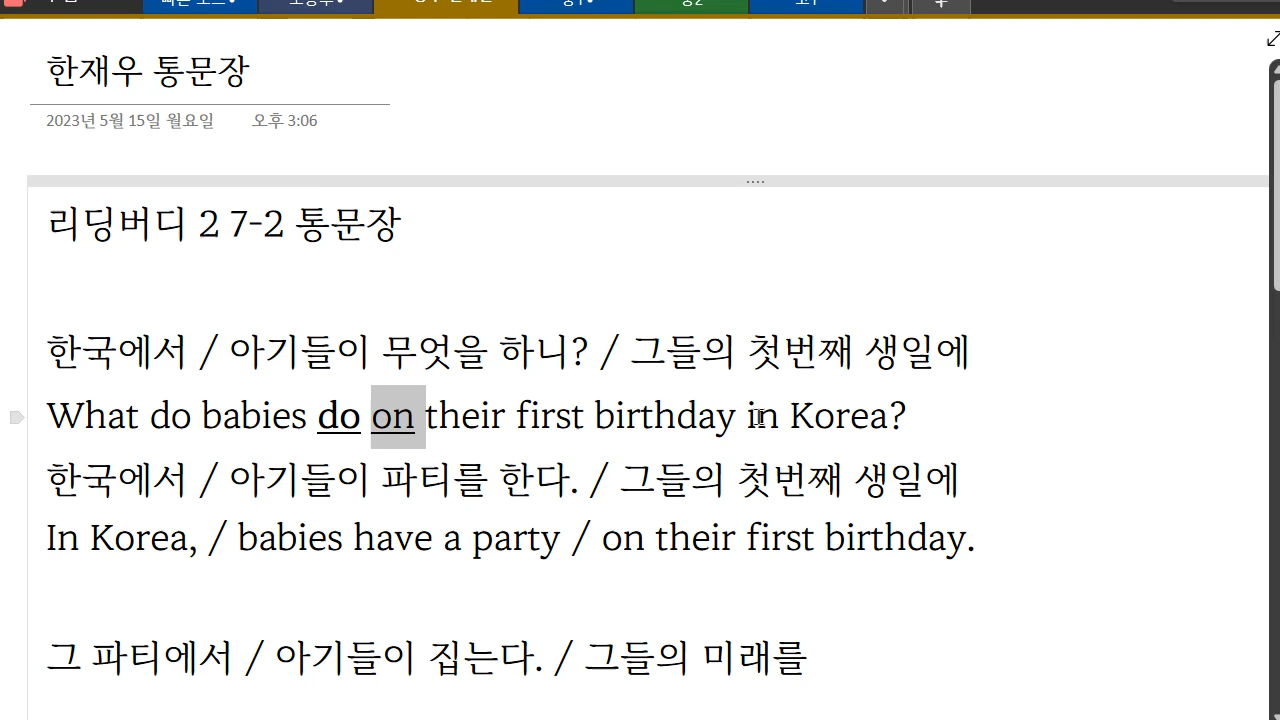 한재우 통문장
2023년 5월 15일 월요일 오후 3:06
리딩버디 2 7-2 통문장
한국에서 / 아기들이 무엇을 하니? / 그들의 첫번째 생일에
What do babies do on their first birthday in Korea?
한국에서 / 아기들이 파티를 한다. / 그들의 첫번째 생일에
In Korea, / babies have a party / on their first birthday.
그 파티에서 / 아기들이 집는다. / 그들의 미래를